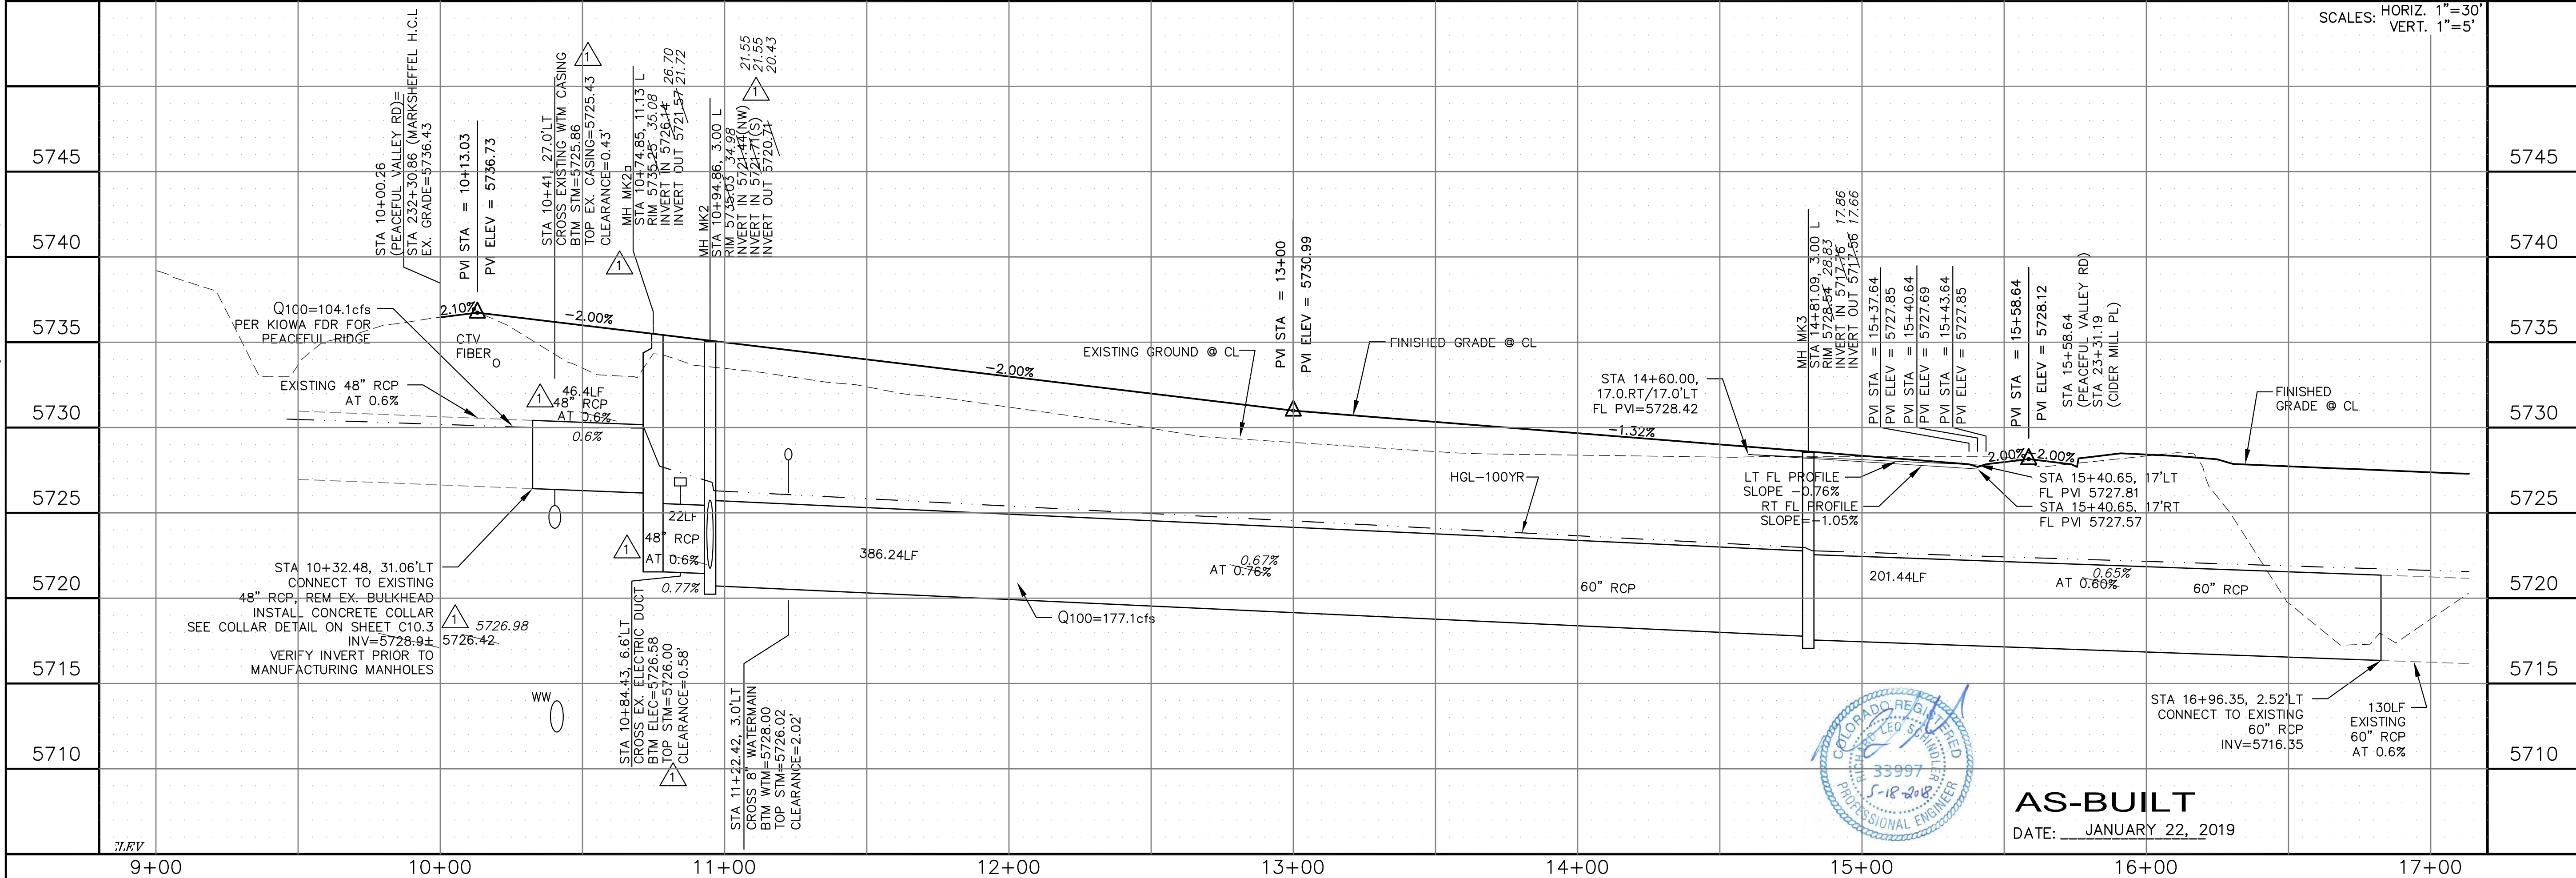 SCALES: HORIZ. 1"=30'
VERT. 1"=5'
5745
5740
5735
5730
5725
5720
5715
5710
STA 10+00.26
(PEACEFUL VALLEY RD)=
STA 232+30.86 (MARKSHEFFEL H.C.L
EX. GRADE=5736.43
PVI STA = 10+13.03
PV ELEV = 5736.73
STA 10+41, 27.0'LT
CROSS EXISTING WTM CASING
BTM STM=5725.86
TOP EX. CASING=5725.43
CLEARANCE=0.43'
1
MH MK2a
STA 10+74.85, 11.13 L
RIM 5735.25 35.08
INVERT IN 5726.14 26.70
INVERT OUT 5721.57 21.72
1
MH MK2
STA 10+94.86, 3.00 L
RIM 5735.03 34.98
INVERT IN 5721.44(NW) 21.55
INVERT IN 5721.71(S) 21.55
INVERT OUT 5720.71 20.43
1
2.10%
-2.00%
Q100=104.1cfs
PER KIOWA FDR FOR
PEACEFUL RIDGE
CTV
FIBER
EXISTING 48" RCP
AT 0.6%
1
46.4LF
48" RCP
AT 0.6%
0.6%
STA 10+32.48, 31.06'LT
CONNECT TO EXISTING
48" RCP, REM EX. BULKHEAD
INSTALL CONCRETE COLLAR
SEE COLLAR DETAIL ON SHEET C10.3
INV=5728.9± 5726.42
1 5726.98
VERIFY INVERT PRIOR TO
MANUFACTURING MANHOLES
WW
22LF
48" RCP
AT 0.6%
0.77%
1
STA 10+84.43, 6.6'LT
CROSS EX. ELECTRIC DUCT
BTM ELEC=5726.58
TOP STM=5726.00
CLEARANCE=0.58'
1
STA 11+22.42, 3.0'LT
CROSS 8" WATERMAIN
BTM WTM=5728.00
TOP STM=5726.02
CLEARANCE=2.02'
386.24LF
Q100=177.1cfs
-2.00%
EXISTING GROUND @ CL
PVI STA = 13+00
PVI ELEV = 5730.99
FINISHED GRADE @ CL
0.67%
AT 0.76%
HGL-100YR
60" RCP
-1.32%
STA 14+60.00,
17.0.RT/17.0'LT
FL PVI=5728.42
MH MK3
STA 14+81.09, 3.00 L
RIM 5728.54 28.83
INVERT IN 5717.76 17.86
INVERT OUT 5717.56 17.66
PVI STA = 15+37.64
PVI ELEV = 5727.85
PVI STA = 15+40.64
PVI ELEV = 5727.69
PVI STA = 15+43.64
PVI ELEV = 5727.85
PVI STA = 15+58.64
PVI ELEV = 5728.12
STA 15+58.64
(PEACEFUL VALLEY RD)
STA 23+31.19
(CIDER MILL PL)
2.00%
-2.00%
FINISHED
GRADE @ CL
LT FL PROFILE
SLOPE -0.76%
RT FL PROFILE
SLOPE=-1.05%
STA 15+40.65, 17'LT
FL PVI 5727.81
STA 15+40.65, 17'RT
FL PVI 5727.57
201.44LF
0.65%
AT 0.60%
60" RCP
STA 16+96.35, 2.52'LT
CONNECT TO EXISTING
60" RCP
INV=5716.35
130LF
EXISTING
60" RCP
AT 0.6%
5745
5740
5735
5730
5725
5720
5715
5710
COLORADO REGISTERED
LEO SCHINDLER
33997
5-18-2018
PROFESSIONAL ENGINEER
AS-BUILT
DATE: JANUARY 22, 2019
ELEV
9+00 10+00 11+00 12+00 13+00 14+00 15+00 16+00 17+00